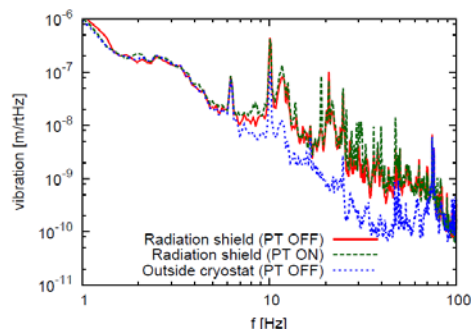 10^-6
10^-7
10^-8
10^-9
10^-10
10^-11
vibration [m/rtHz]
Radiation shield (PT OFF)
Radiation shield (PT ON)
Outside cryostat (PT OFF)
1 10 100
f [Hz]